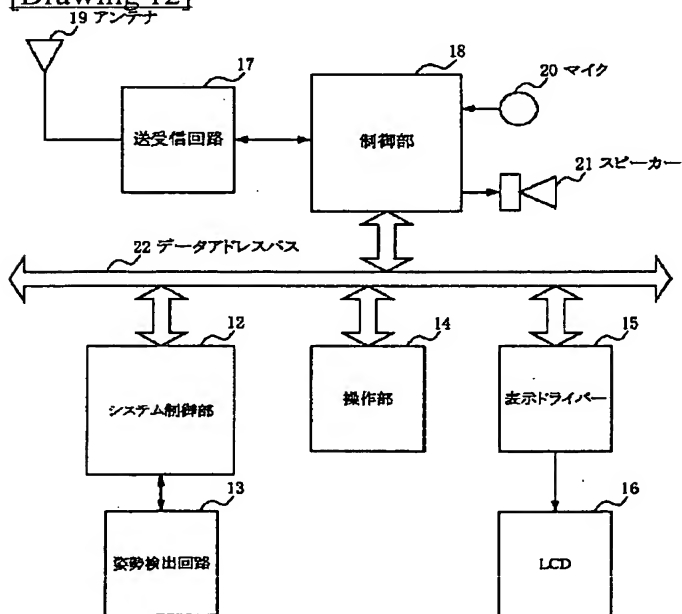 [Drawing 12]
19 アンテナ
17
送受信回路
18
制御部
20 マイク
21 スピーカー
22 データアドレスバス
12
システム制御部
14
操作部
15
表示ドライバー
13
姿勢検出回路
16
LCD